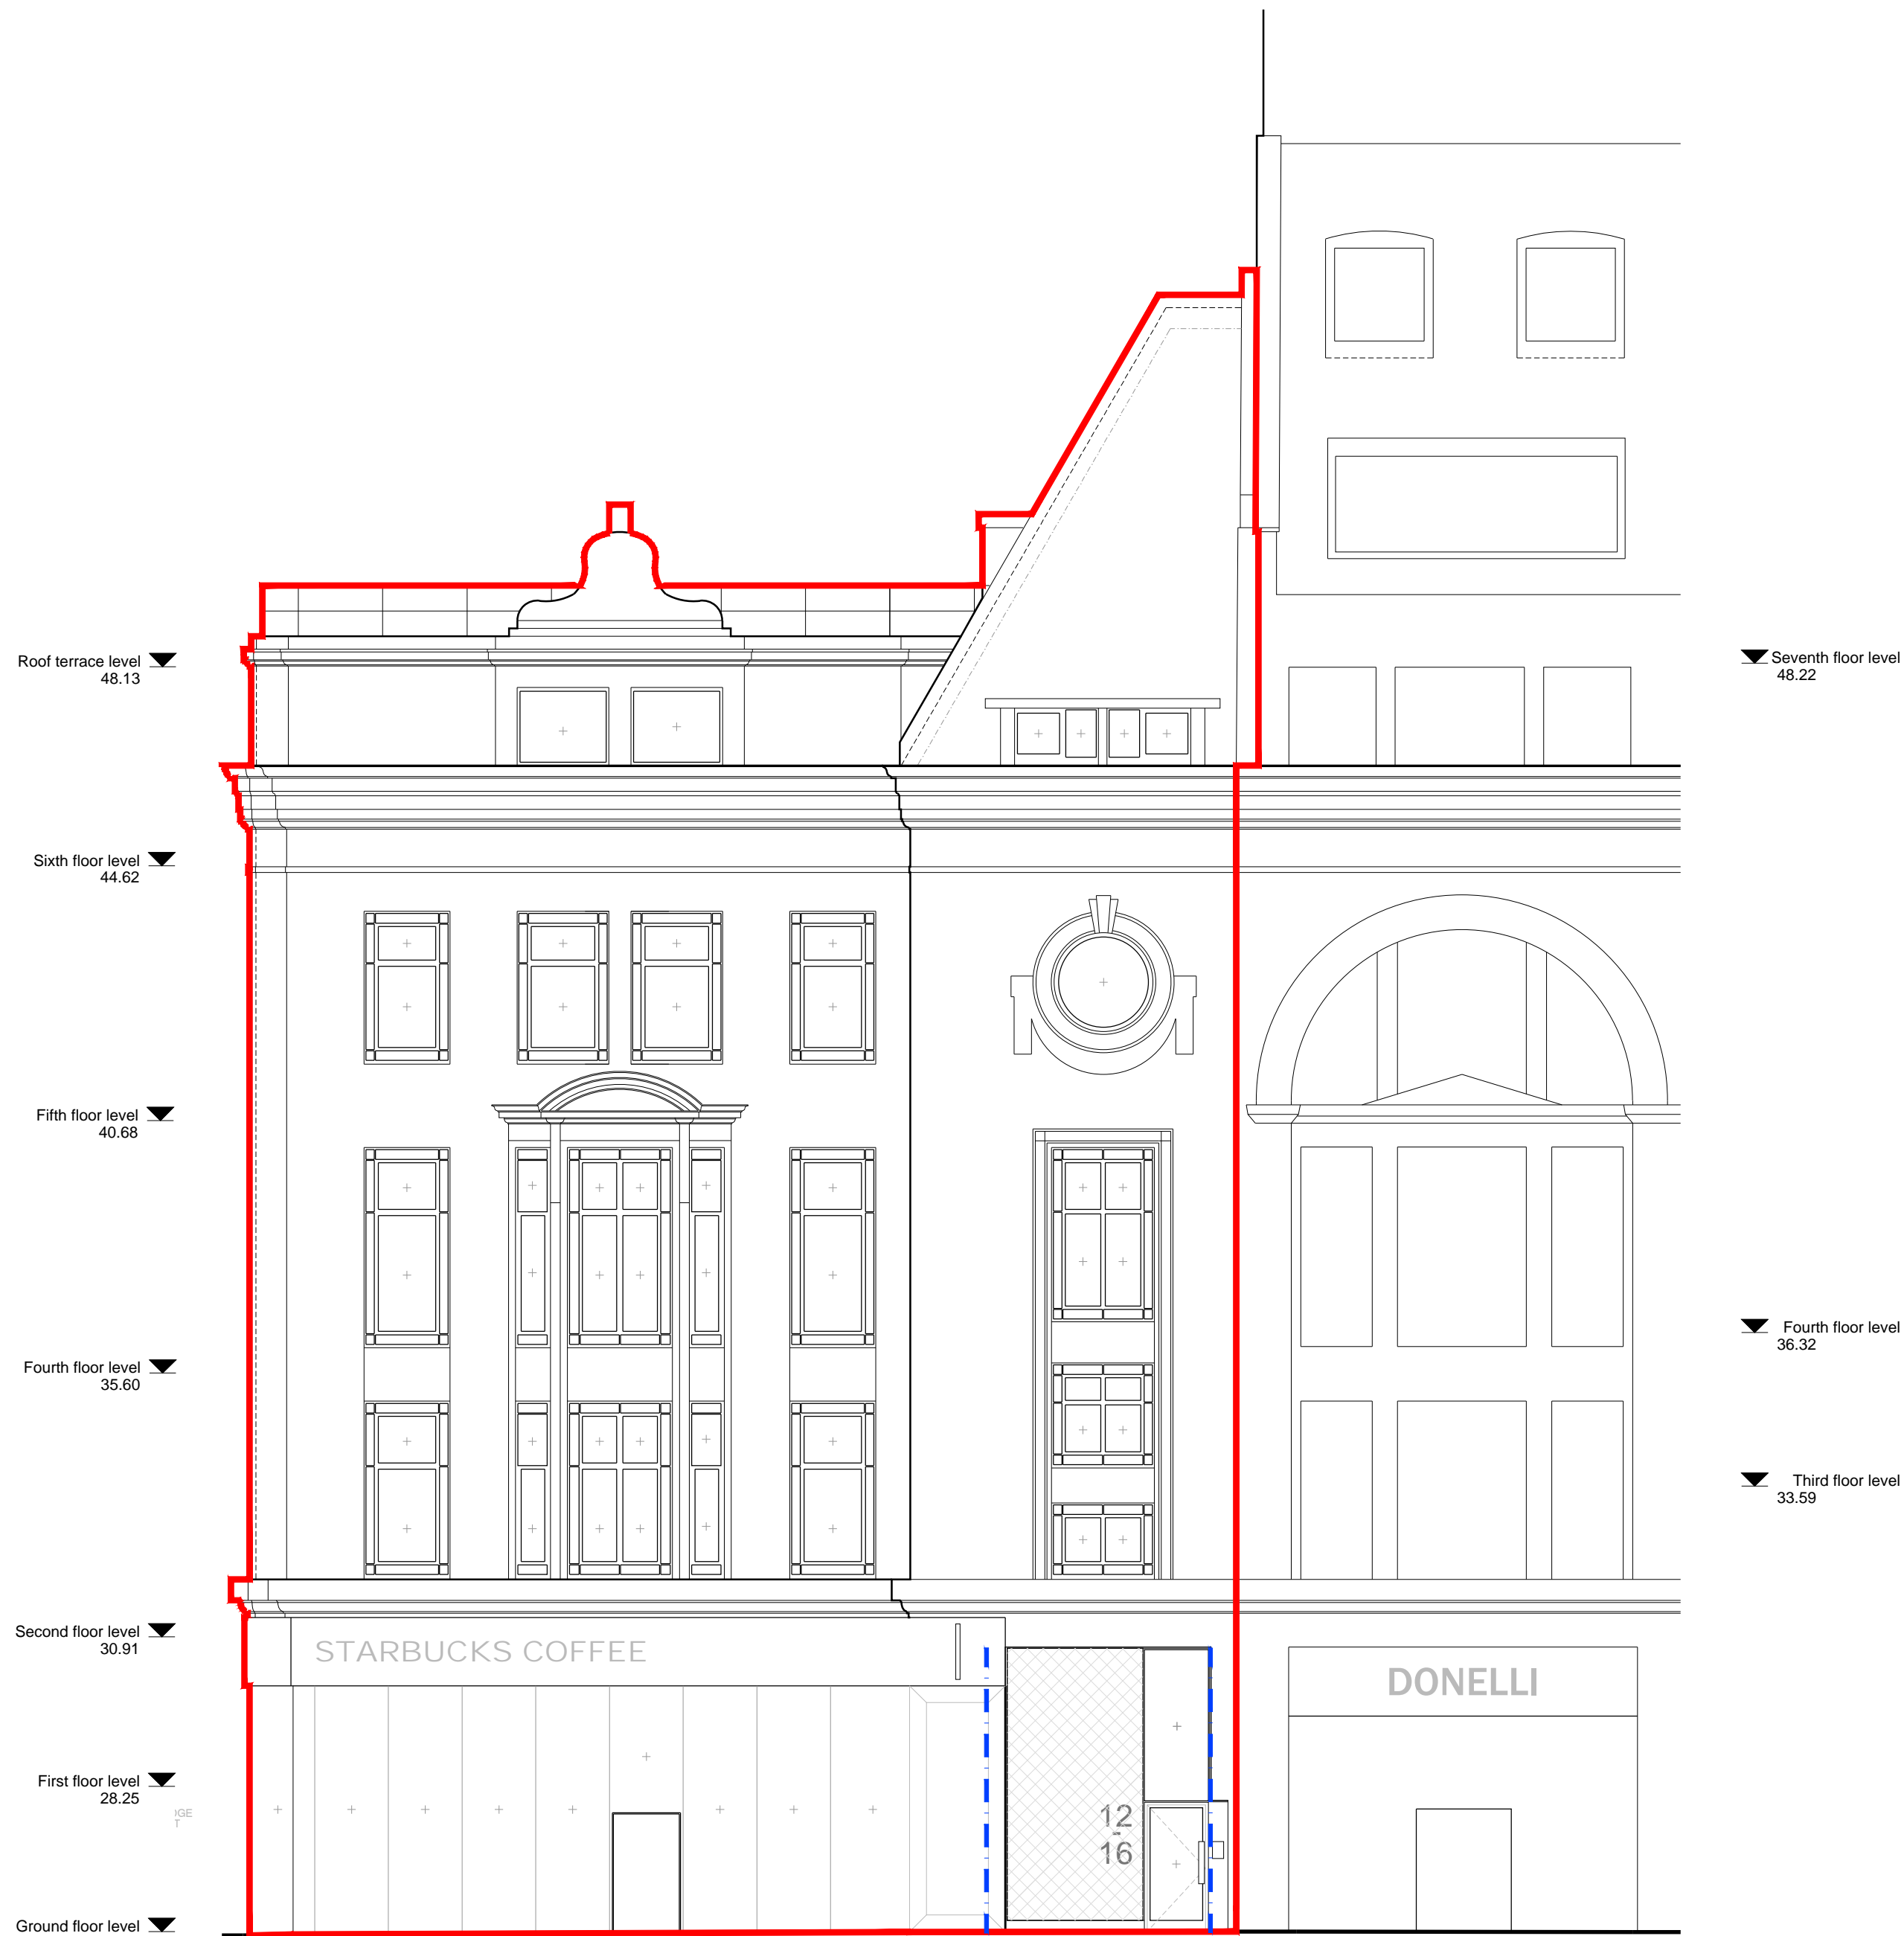 Roof terrace level
48.13
Seventh floor level
48.22
Sixth floor level
44.62
Fifth floor level
40.68
Fourth floor level
36.32
Fourth floor level
35.60
Third floor level
33.59
Second floor level
30.91
STARBUCKS COFFEE
DONELLI
First floor level
28.25
12
-
16
Ground floor level